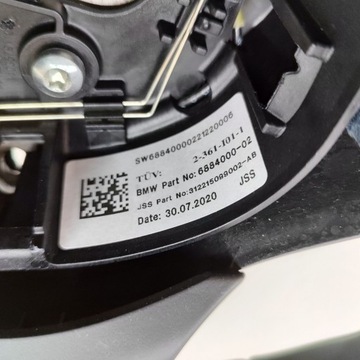 SW68840000221220006
TÜV: 2-361-101-1
BMW Part No:6884000-02
JSS Part No:312215099002-AB
Date: 30.07.2020 JSS